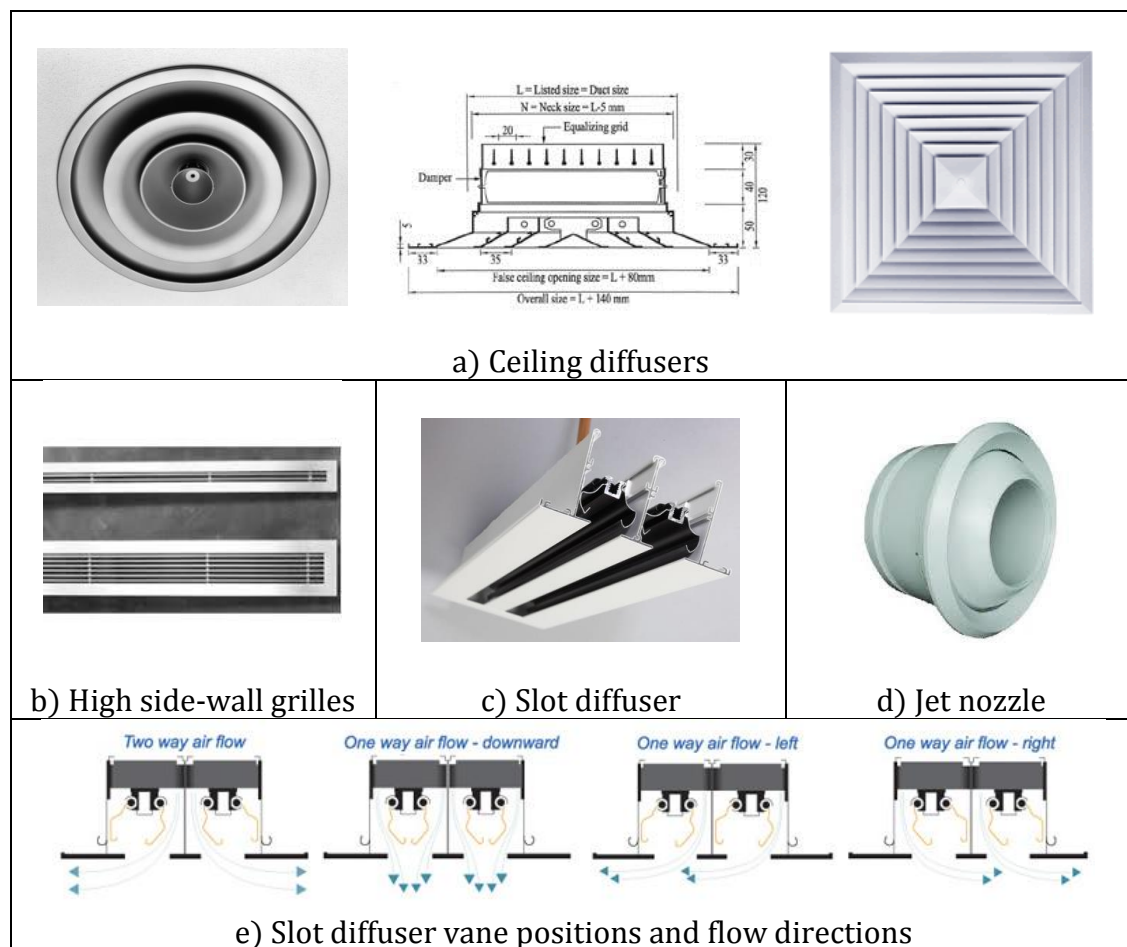 L = Listed size = Duct size
N = Neck size = L-5 mm
20
Equalizing grid
Damper
30
40
120
50
5
33
35
33
False ceiling opening size = L + 80mm
Overall size = L + 140 mm
a) Ceiling diffusers
b) High side-wall grilles
c) Slot diffuser
d) Jet nozzle
Two way air flow
One way air flow - downward
One way air flow - left
One way air flow - right
e) Slot diffuser vane positions and flow directions